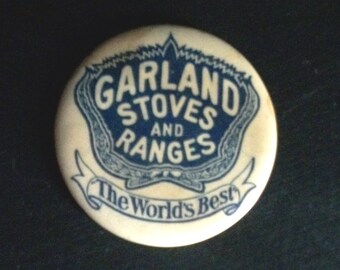 GARLAND
STOVES
AND
RANGES
The World's Best